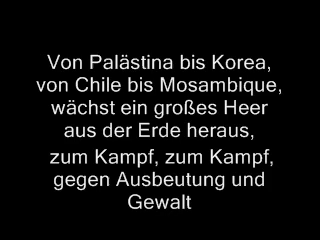 Von Palästina bis Korea,
von Chile bis Mosambique,
wächst ein großes Heer
aus der Erde heraus,
zum Kampf, zum Kampf,
gegen Ausbeutung und
Gewalt